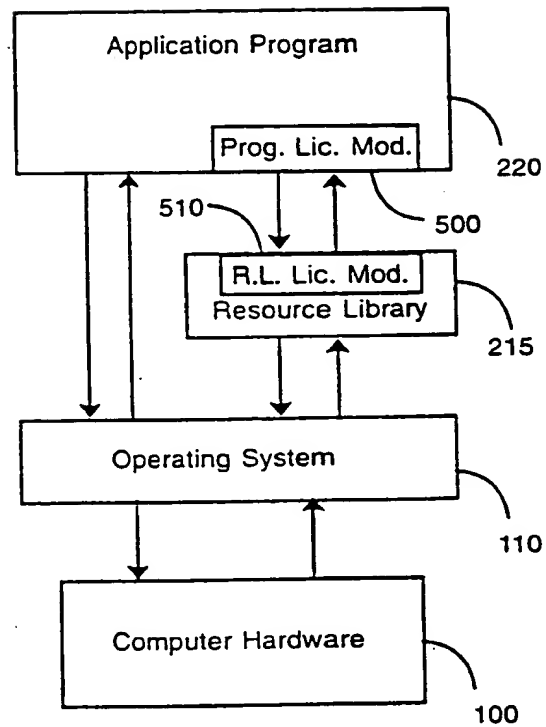 Application Program
Prog. Lic. Mod.
220
510
500
R.L. Lic. Mod.
Resource Library
215
Operating System
110
Computer Hardware
100